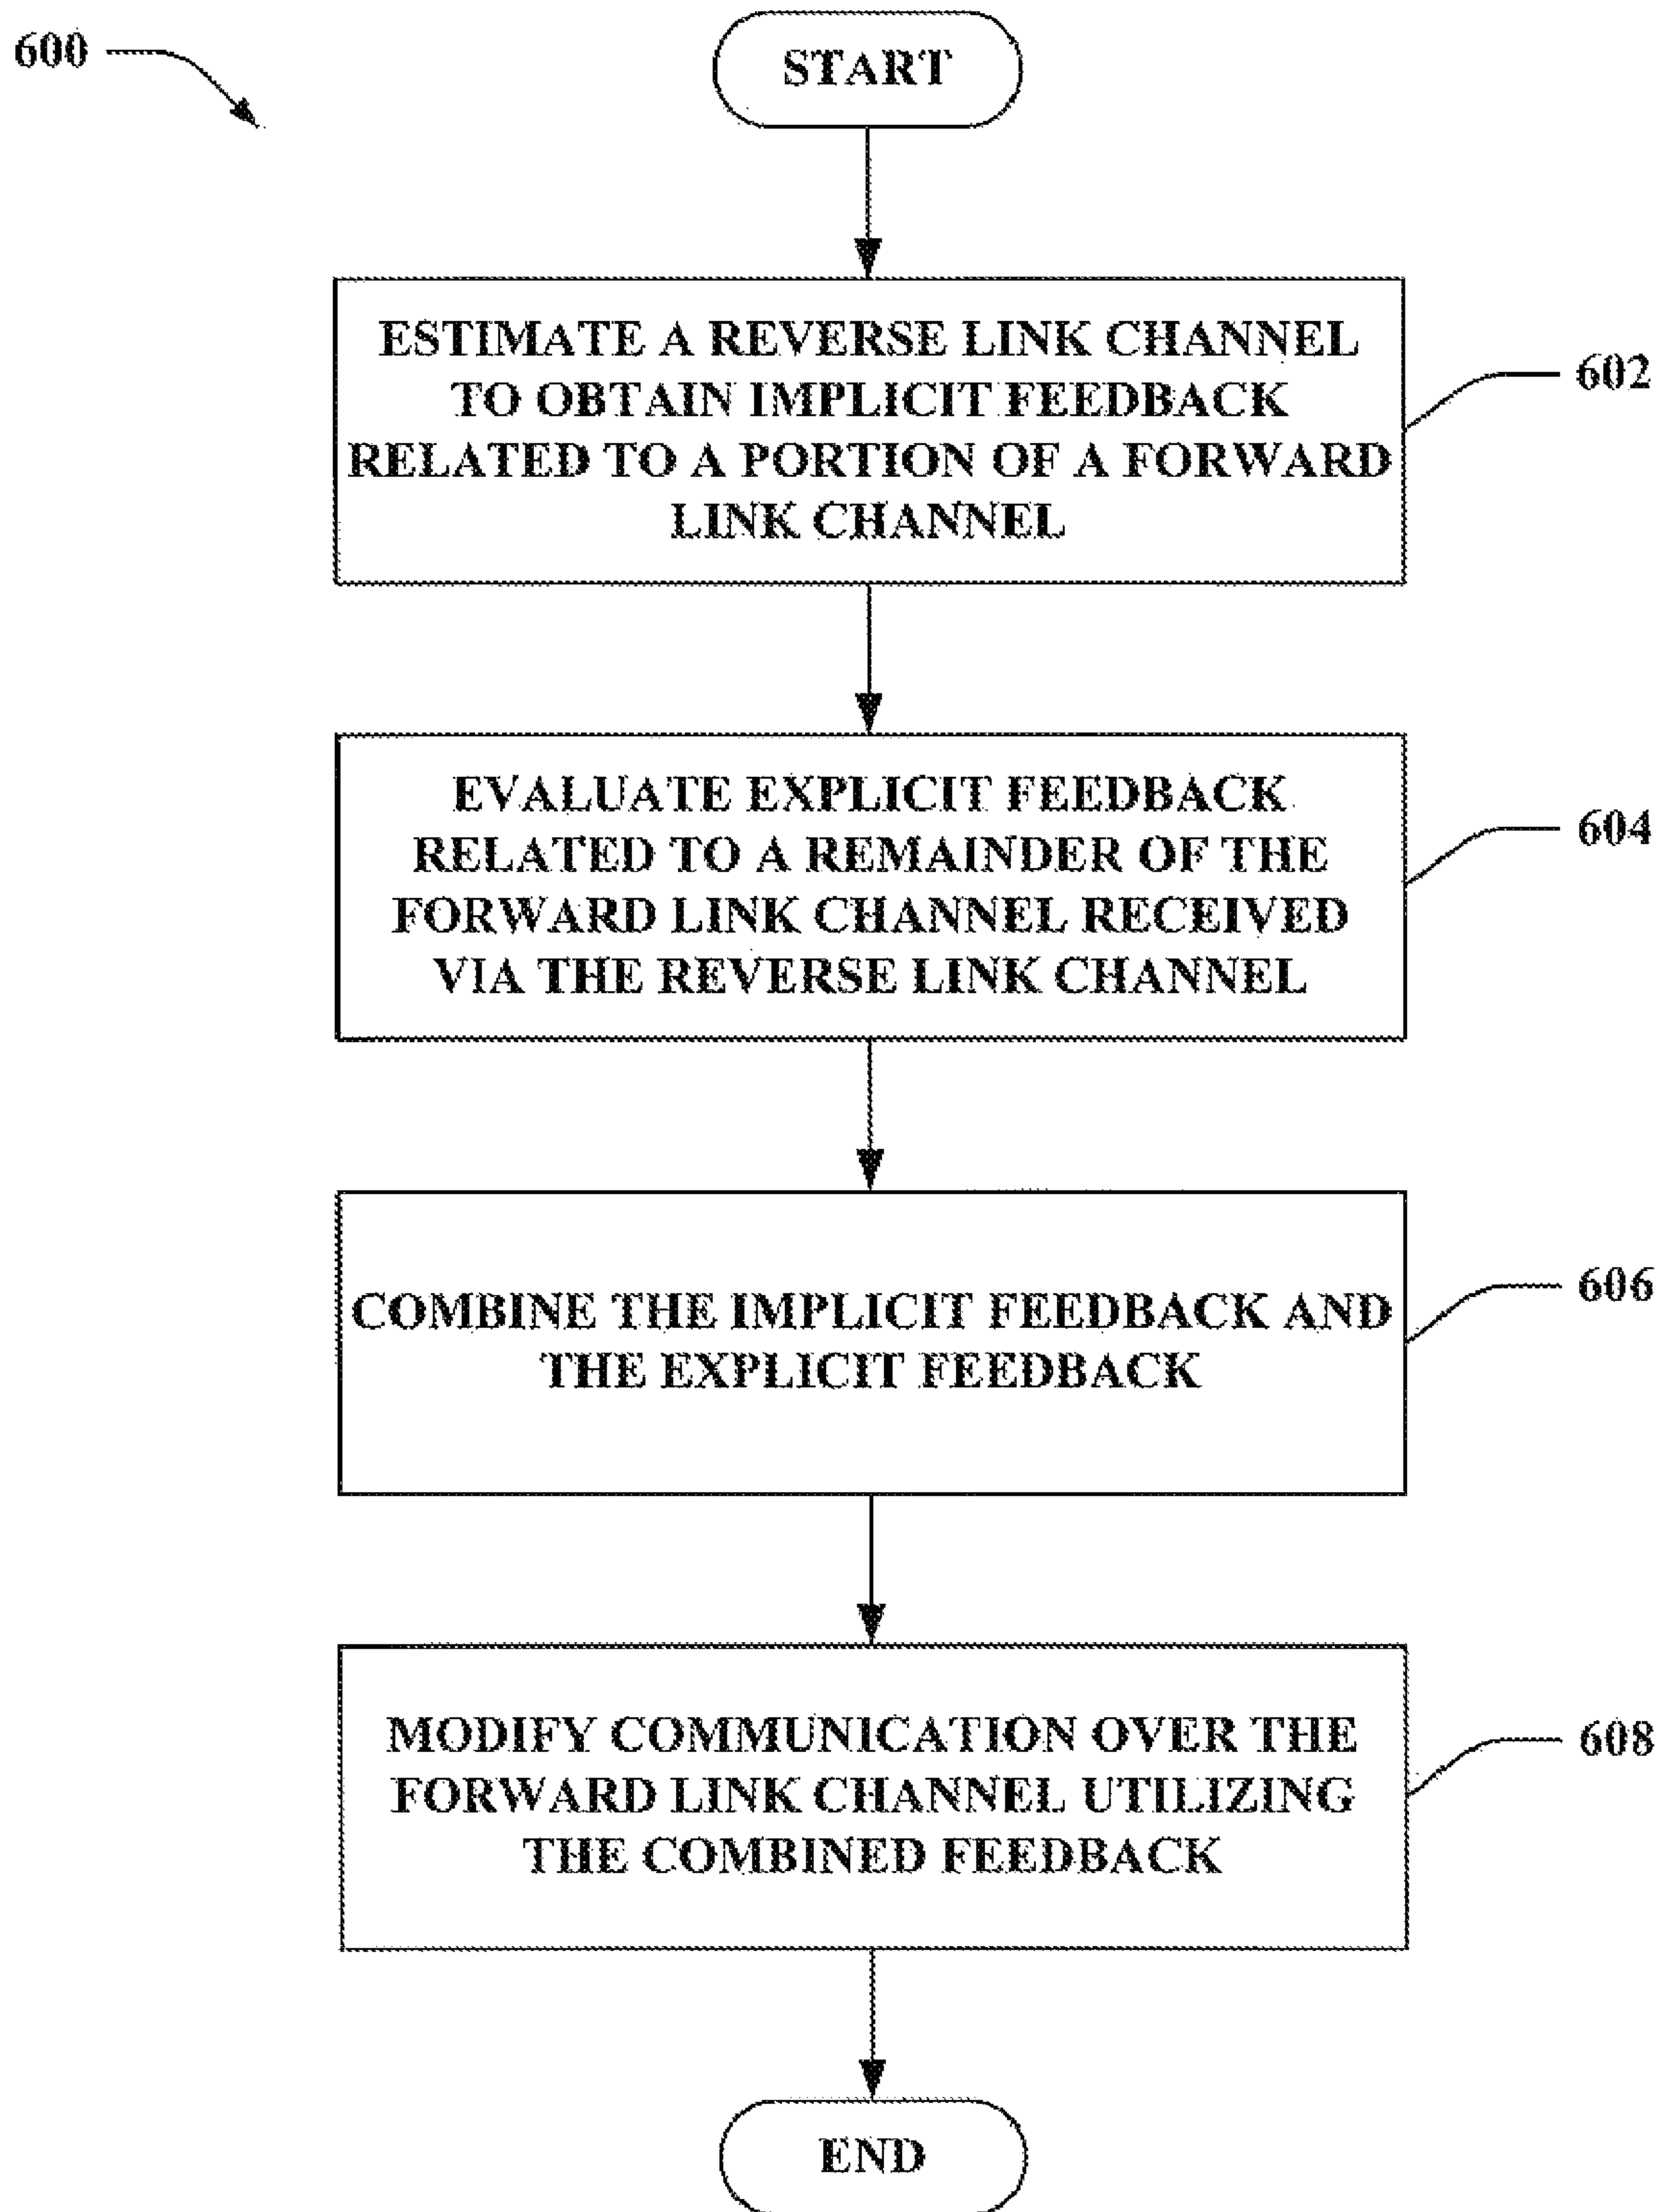 600
START
ESTIMATE A REVERSE LINK CHANNEL
TO OBTAIN IMPLICIT FEEDBACK
RELATED TO A PORTION OF A FORWARD
LINK CHANNEL
602
EVALUATE EXPLICIT FEEDBACK
RELATED TO A REMAINDER OF THE
FORWARD LINK CHANNEL RECEIVED
VIA THE REVERSE LINK CHANNEL
604
COMBINE THE IMPLICIT FEEDBACK AND
THE EXPLICIT FEEDBACK
606
MODIFY COMMUNICATION OVER THE
FORWARD LINK CHANNEL UTILIZING
THE COMBINED FEEDBACK
608
END